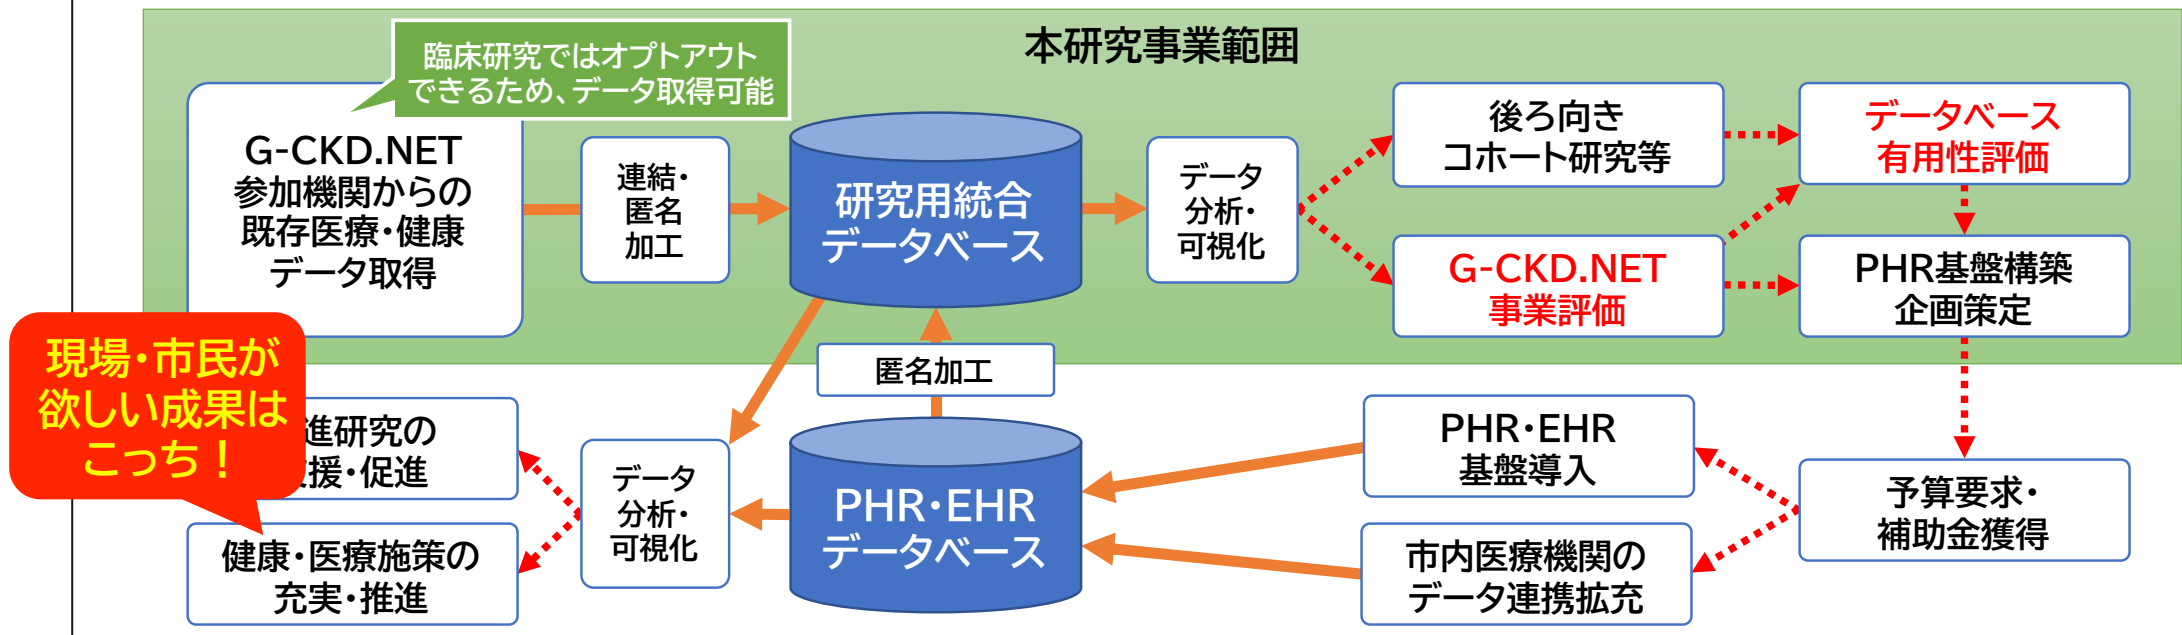 本研究事業範囲
臨床研究ではオプトアウト
できるため、データ取得可能
G-CKD.NET
参加機関からの
既存医療・健康
データ取得
連結・
匿名
加工
研究用統合
データベース
データ
分析・
可視化
後ろ向き
コホート研究等
データベース
有用性評価
G-CKD.NET
事業評価
PHR基盤構築
企画策定
現場・市民が
欲しい成果は
こっち！
匿名加工
進研究の
援・促進
健康・医療施策の
充実・推進
データ
分析・
可視化
PHR・EHR
データベース
PHR・EHR
基盤導入
市内医療機関の
データ連携拡充
予算要求・
補助金獲得